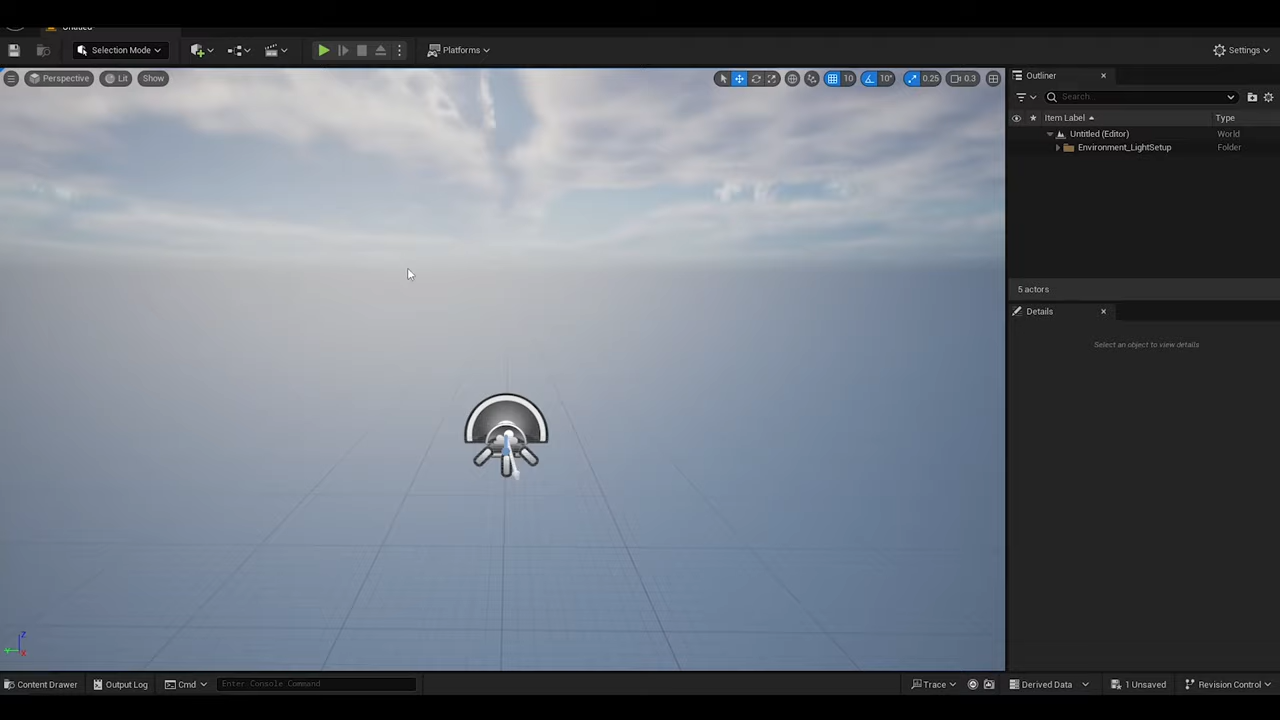 Untitled
Selection Mode
Platforms
Settings
Perspective
Lit
Show
10
10°
0.25
0.3
Outliner
Search...
Item Label
Type
Untitled (Editor)
World
Environment_LightSetup
Folder
5 actors
Details
Select an object to view details
Z
Y
X
Content Drawer
Output Log
Cmd
Enter Console Command
Trace
Derived Data
1 Unsaved
Revision Control